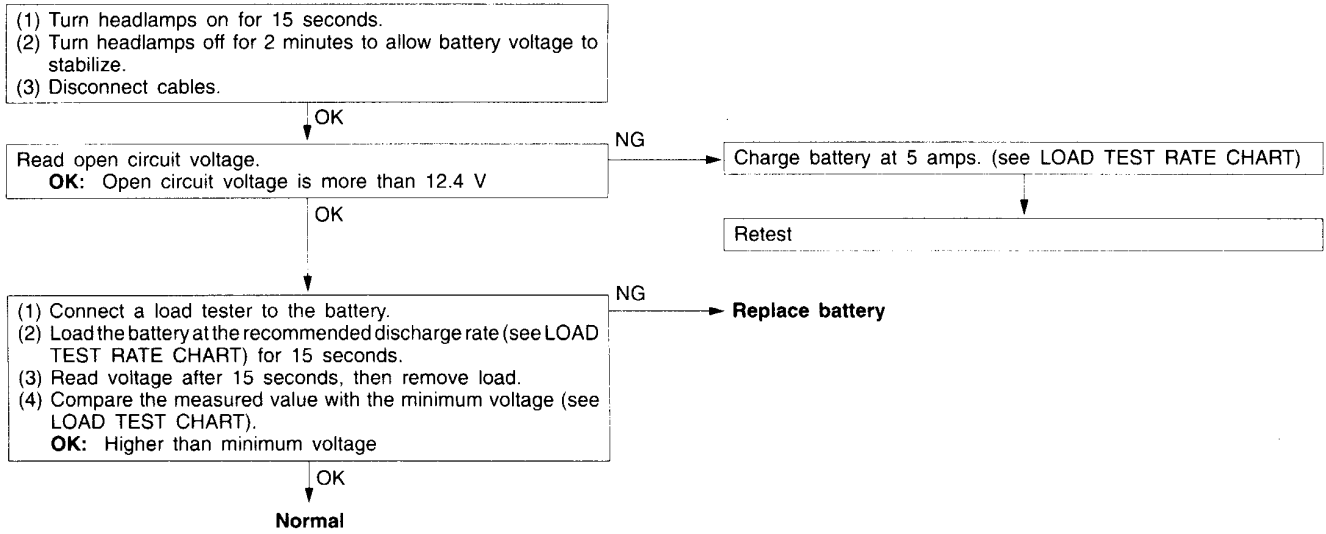 (1) Turn headlamps on for 15 seconds.
(2) Turn headlamps off for 2 minutes to allow battery voltage to
stabilize.
(3) Disconnect cables.
OK
Read open circuit voltage.
OK: Open circuit voltage is more than 12.4 V
NG
Charge battery at 5 amps. (see LOAD TEST RATE CHART)
Retest
OK
(1) Connect a load tester to the battery.
(2) Load the battery at the recommended discharge rate (see LOAD
TEST RATE CHART) for 15 seconds.
(3) Read voltage after 15 seconds, then remove load.
(4) Compare the measured value with the minimum voltage (see
LOAD TEST CHART).
OK: Higher than minimum voltage
NG
Replace battery
OK
Normal